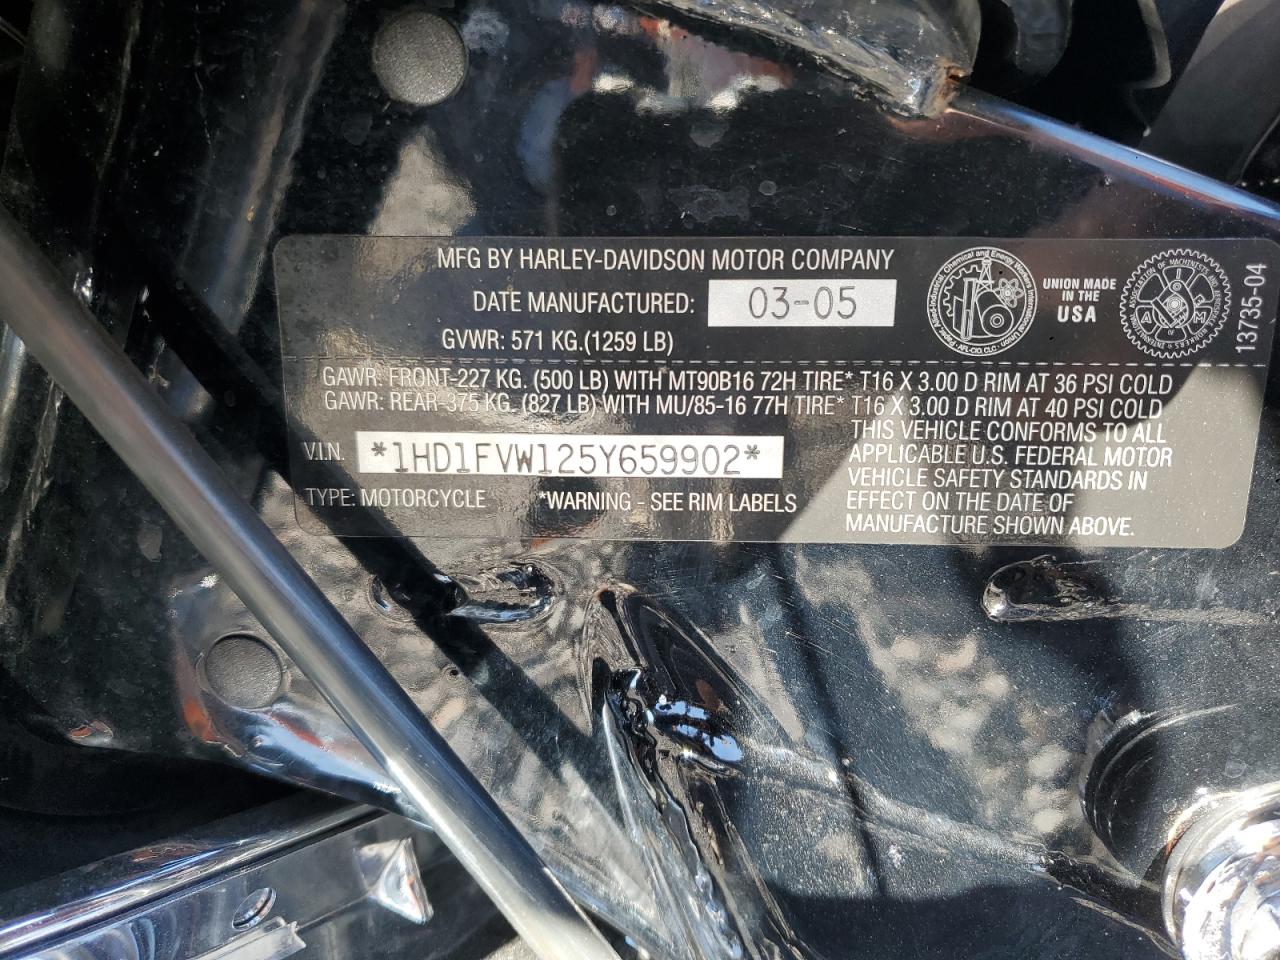 MFG BY HARLEY-DAVIDSON MOTOR COMPANY
DATE MANUFACTURED: 03-05
GVWR: 571 KG.(1259 LB)
UNION MADE
IN THE
USA
13735-04
GAWR: FRONT-227 KG. (500 LB) WITH MT90B16 72H TIRE* T16 X 3.00 D RIM AT 36 PSI COLD
GAWR: REAR-375 KG. (827 LB) WITH MU/85-16 77H TIRE* T16 X 3.00 D RIM AT 40 PSI COLD
V.I.N. *1HD1FVW125Y659902*
TYPE: MOTORCYCLE *WARNING - SEE RIM LABELS
THIS VEHICLE CONFORMS TO ALL
APPLICABLE U.S. FEDERAL MOTOR
VEHICLE SAFETY STANDARDS IN
EFFECT ON THE DATE OF
MANUFACTURE SHOWN ABOVE.